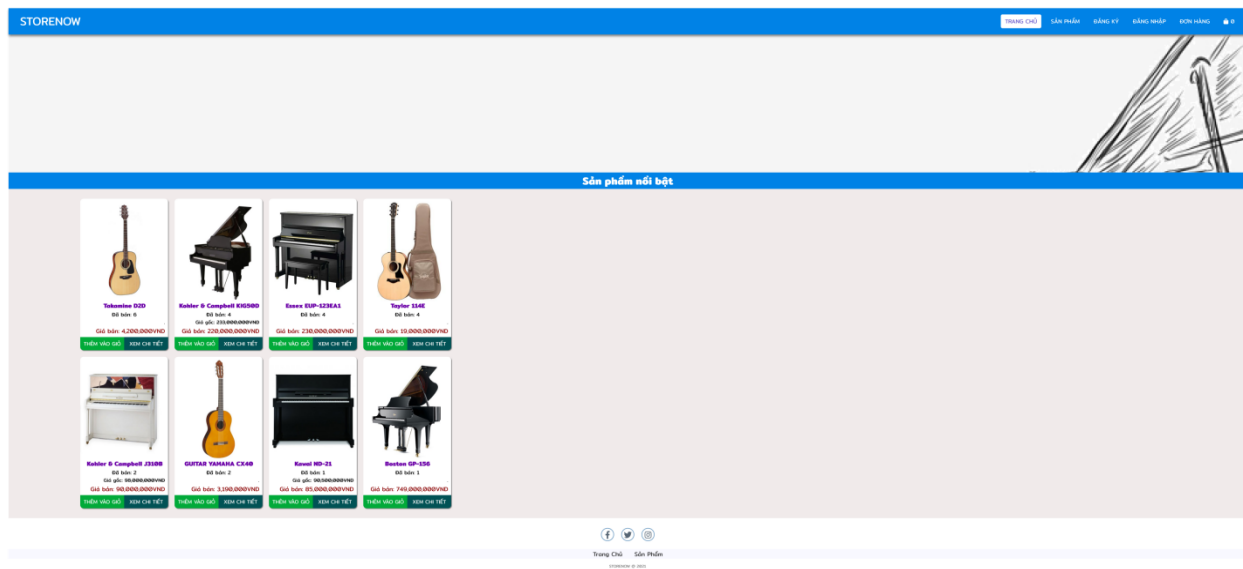 STORENOW
TRANG CHỦ SẢN PHẨM ĐĂNG KÝ ĐĂNG NHẬP ĐƠN HÀNG 0
Sản phẩm nổi bật
Takamine D2D
Đã bán: 6
Giá bán: 4,200,000VND
THÊM VÀO GIỎ XEM CHI TIẾT
Kohler & Campbell KIG50D
Đã bán: 4
Giá gốc: 233,000,000VND
Giá bán: 220,000,000VND
THÊM VÀO GIỎ XEM CHI TIẾT
Essex EUP-123EA1
Đã bán: 4
Giá bán: 230,000,000VND
THÊM VÀO GIỎ XEM CHI TIẾT
Taylor 114E
Đã bán: 4
Giá bán: 19,000,000VND
THÊM VÀO GIỎ XEM CHI TIẾT
Kohler & Campbell J310B
Đã bán: 2
Giá gốc: 98,000,000VND
Giá bán: 90,000,000VND
THÊM VÀO GIỎ XEM CHI TIẾT
GUITAR YAMAHA CX40
Đã bán: 2
Giá bán: 3,190,000VND
THÊM VÀO GIỎ XEM CHI TIẾT
Kawai ND-21
Đã bán: 1
Giá gốc: 90,500,000VND
Giá bán: 85,000,000VND
THÊM VÀO GIỎ XEM CHI TIẾT
Boston GP-156
Đã bán: 1
Giá bán: 749,000,000VND
THÊM VÀO GIỎ XEM CHI TIẾT
Trang Chủ Sản Phẩm
STORENOW @ 2021